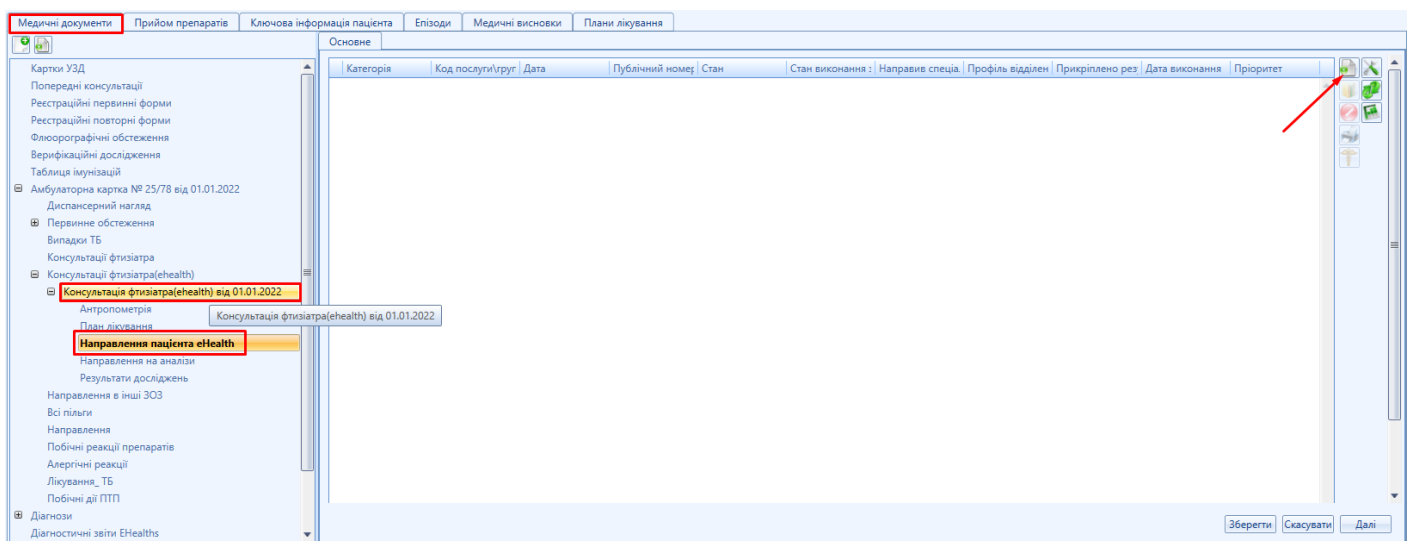 Медичні документи Прийом препаратів Ключова інформація пацієнта Епізоди Медичні висновки Плани лікування
Основне
Картки УЗД
Попередні консультації
Реєстраційні первинні форми
Реєстраційні повторні форми
Флюорографічні обстеження
Верифікаційні дослідження
Таблиця імунізацій
Амбулаторна картка № 25/78 від 01.01.2022
Диспансерний нагляд
Первинне обстеження
Випадки ТБ
Консультації фтизіатра
Консультації фтизіатра(ehealth)
Консультація фтизіатра(ehealth) від 01.01.2022
Антропометрія
План лікування
Направлення пацієнта eHealth
Направлення на аналізи
Результати досліджень
Направлення в інші ЗОЗ
Всі пільги
Направлення
Побічні реакції препаратів
Алергічні реакції
Лікування_ ТБ
Побічні дії ПТП
Діагнози
Діагностичні звіти EHealths
Консультація фтизіатра(ehealth) від 01.01.2022
Категорія Код послуги\груг Дата Публічний номер Стан Стан виконання з Направив спеціа. Профіль відділен Прикріплено рез Дата виконання Пріоритет
Зберегти Скасувати Далі